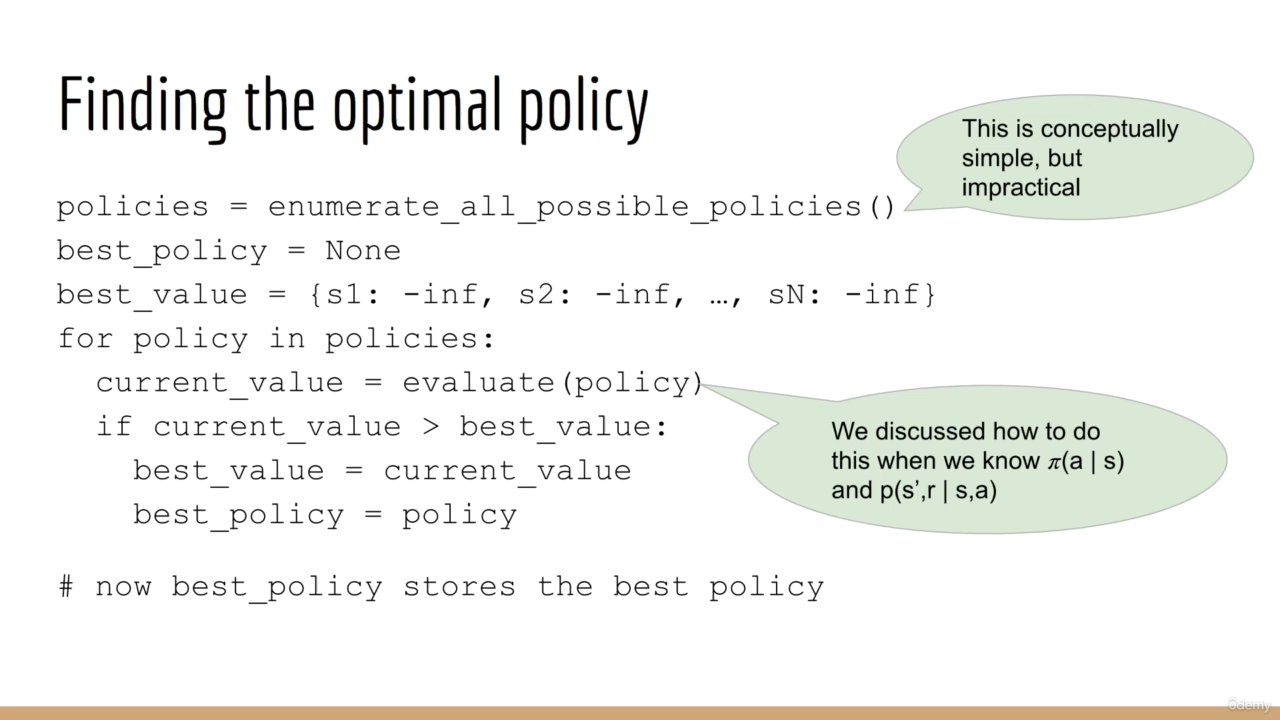 Finding the optimal policy
This is conceptually
simple, but
impractical
policies = enumerate_all_possible_policies()
best_policy = None
best_value = {s1: -inf, s2: -inf, …, sN: -inf}
for policy in policies:
  current_value = evaluate(policy)
  if current_value > best_value:
    best_value = current_value
    best_policy = policy
We discussed how to do
this when we know π(a | s)
and p(s’,r | s,a)
# now best_policy stores the best policy
ûdemy